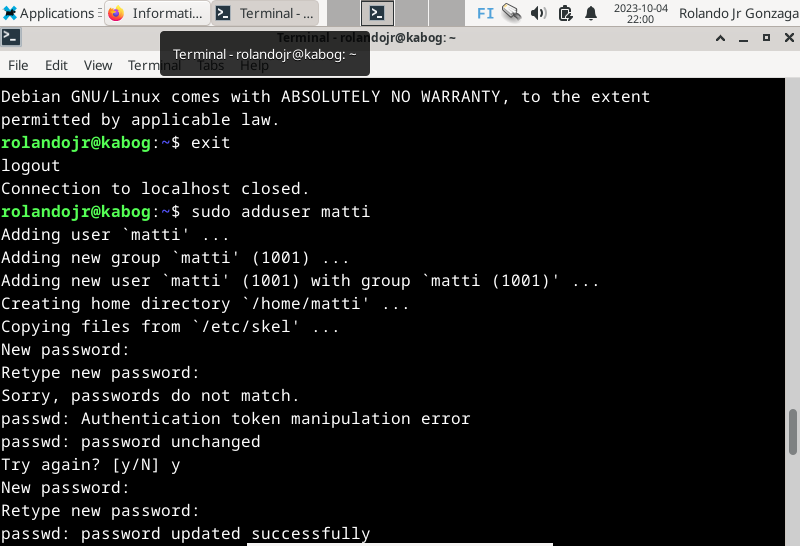 Applications
Informati...
Terminal - ...
FI
2023-10-04
22:00
Rolando Jr Gonzaga
Terminal - rolandojr@kabog: ~
Terminal - rolandojr@kabog: ~
File Edit View Terminal Tabs Help
Debian GNU/Linux comes with ABSOLUTELY NO WARRANTY, to the extent
permitted by applicable law.
rolandojr@kabog:~$ exit
logout
Connection to localhost closed.
rolandojr@kabog:~$ sudo adduser matti
Adding user `matti' ...
Adding new group `matti' (1001) ...
Adding new user `matti' (1001) with group `matti (1001)' ...
Creating home directory `/home/matti' ...
Copying files from `/etc/skel' ...
New password:
Retype new password:
Sorry, passwords do not match.
passwd: Authentication token manipulation error
passwd: password unchanged
Try again? [y/N] y
New password:
Retype new password:
passwd: password updated successfully